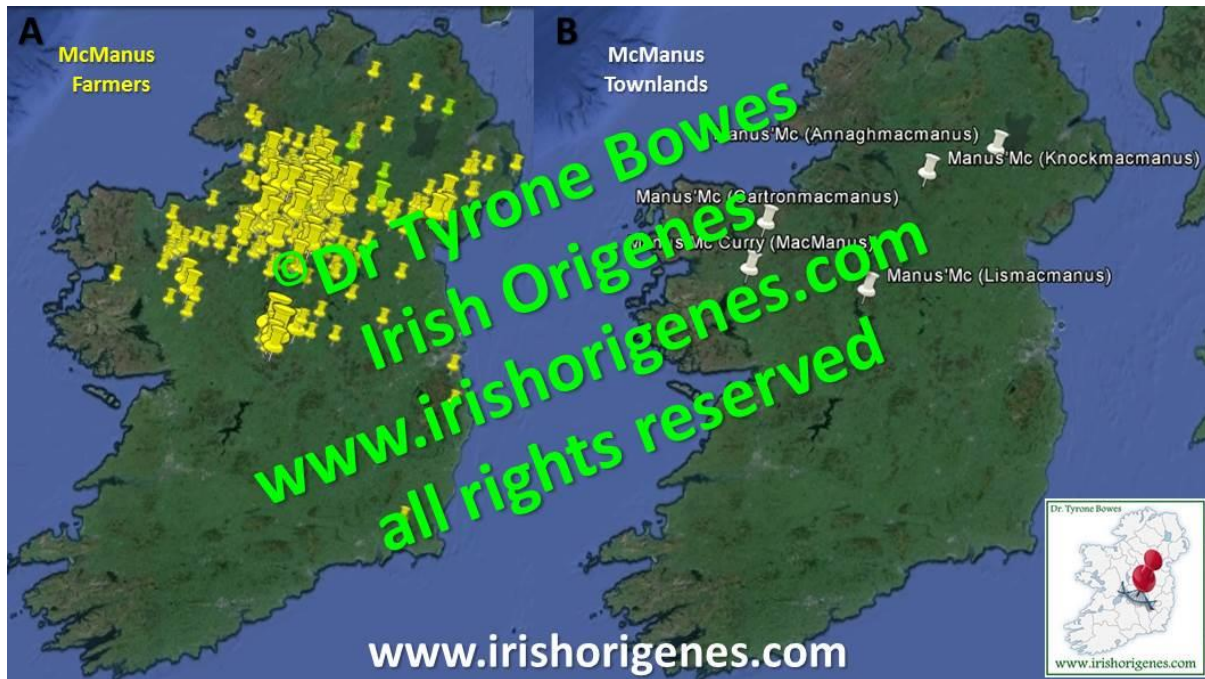 A
McManus
Farmers
B
McManus
Townlands
Manus'Mc (Annaghmacmanus)
Manus'Mc (Knockmacmanus)
Manus'Mc (Gartronmacmanus)
Manus'Mc Curry (MacManus)
Manus'Mc (Lismacmanus)
©Dr Tyrone Bowes
Irish Origenes
www.irishorigenes.com
all rights reserved
www.irishorigenes.com
Dr. Tyrone Bowes
www.irishorigenes.com